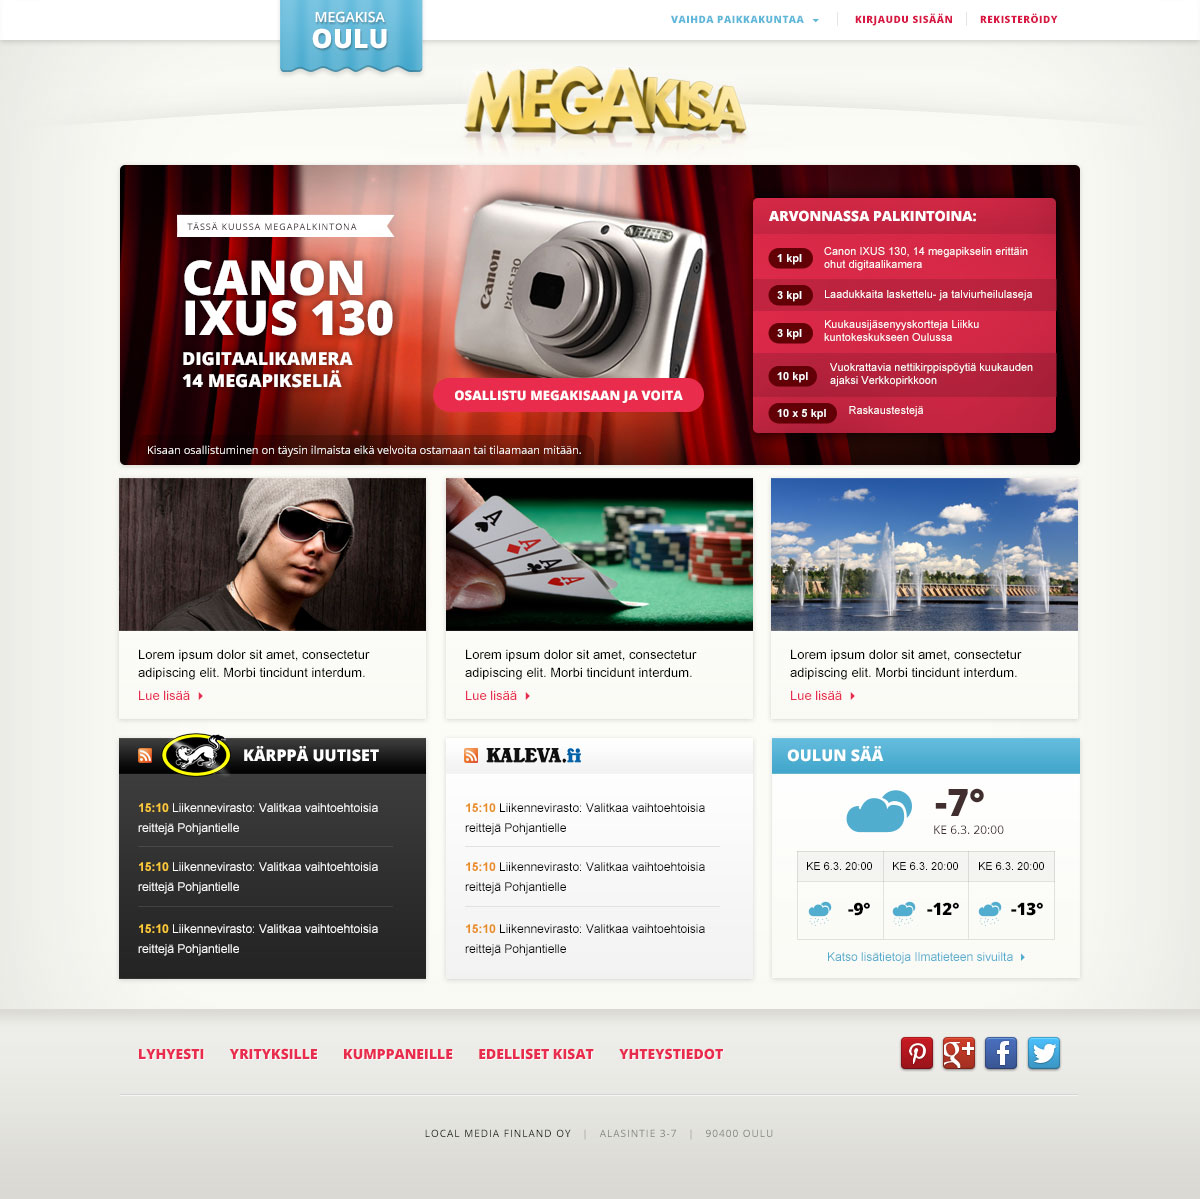 MEGAKISA
OULU
VAIHDA PAIKKAKUNTAA
KIRJAUDU SISÄÄN
REKISTERÖIDY
MEGAKISA
TÄSSÄ KUUSSA MEGAPALKINTONA
CANON
IXUS 130
DIGITAALIKAMERA
14 MEGAPIKSELIÄ
Canon
IXUS 130
OSALLISTU MEGAKISAAN JA VOITA
Kisaan osallistuminen on täysin ilmaista eikä velvoita ostamaan tai tilaamaan mitään.
ARVONNASSA PALKINTOINA:
1 kpl
Canon IXUS 130, 14 megapikselin erittäin
ohut digitaalikamera
3 kpl
Laadukkaita laskettelu- ja talviurheilulaseja
3 kpl
Kuukausijäsenyyskortteja Liikku
kuntokeskukseen Oulussa
10 kpl
Vuokrattavia nettikirppispöytiä kuukauden
ajaksi Verkkopirkkoon
10 x 5 kpl
Raskaustestejä
A
A
A
A
Lorem ipsum dolor sit amet, consectetur
adipiscing elit. Morbi tincidunt interdum.
Lue lisää
Lorem ipsum dolor sit amet, consectetur
adipiscing elit. Morbi tincidunt interdum.
Lue lisää
Lorem ipsum dolor sit amet, consectetur
adipiscing elit. Morbi tincidunt interdum.
Lue lisää
KÄRPPÄ UUTISET
15:10 Liikennevirasto: Valitkaa vaihtoehtoisia
reittejä Pohjantielle
15:10 Liikennevirasto: Valitkaa vaihtoehtoisia
reittejä Pohjantielle
15:10 Liikennevirasto: Valitkaa vaihtoehtoisia
reittejä Pohjantielle
KALEVA.fi
15:10 Liikennevirasto: Valitkaa vaihtoehtoisia
reittejä Pohjantielle
15:10 Liikennevirasto: Valitkaa vaihtoehtoisia
reittejä Pohjantielle
15:10 Liikennevirasto: Valitkaa vaihtoehtoisia
reittejä Pohjantielle
OULUN SÄÄ
-7°
KE 6.3. 20:00
KE 6.3. 20:00 KE 6.3. 20:00 KE 6.3. 20:00
-9° -12° -13°
Katso lisätietoja Ilmatieteen sivuilta
LYHYESTI YRITYKSILLE KUMPPANEILLE EDELLISET KISAT YHTEYSTIEDOT
g+ f
LOCAL MEDIA FINLAND OY | ALASINTIE 3-7 | 90400 OULU